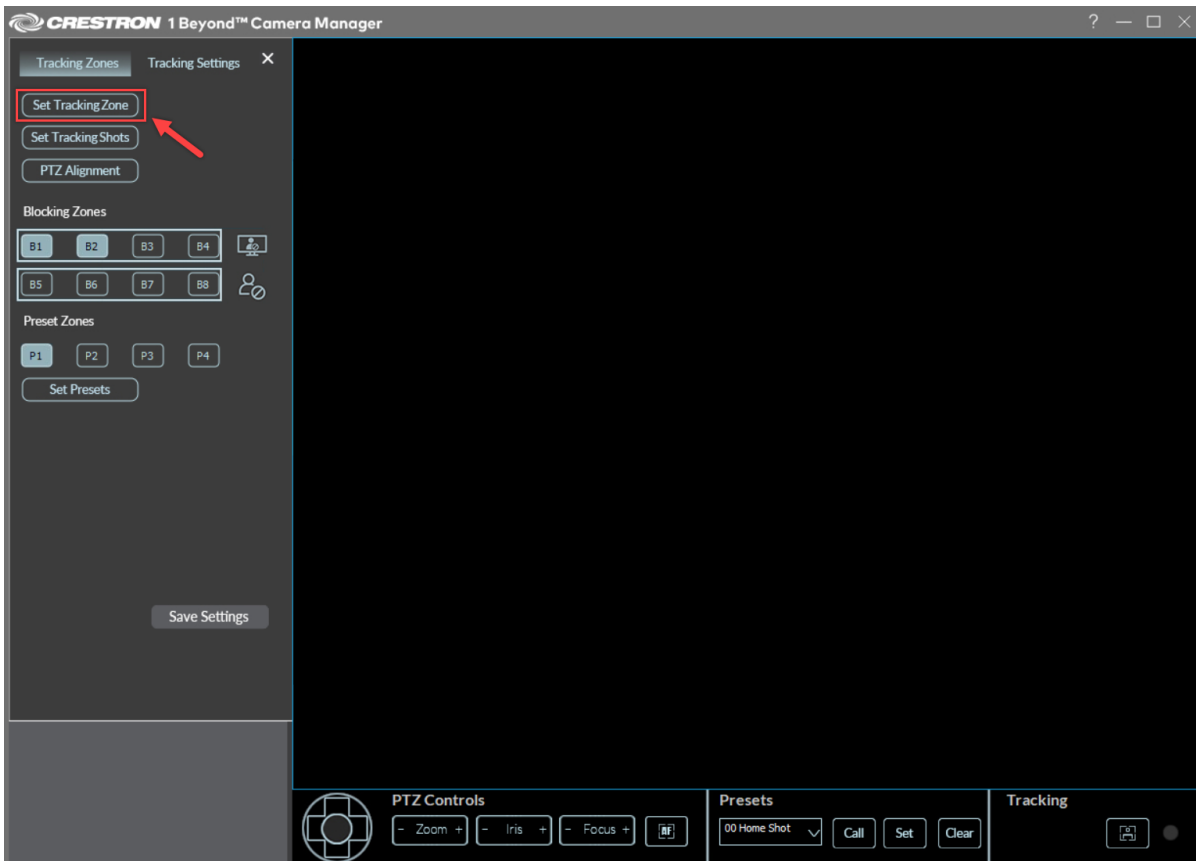 CRESTRON 1 Beyond™ Camera Manager ?
Tracking Zones Tracking Settings
Set Tracking Zone
Set Tracking Shots
PTZ Alignment
Blocking Zones
B1 B2 B3 B4
B5 B6 B7 B8
Preset Zones
P1 P2 P3 P4
Set Presets
Save Settings
PTZ Controls Presets Tracking
- Zoom + - Iris + - Focus + AF 00 Home Shot Call Set Clear